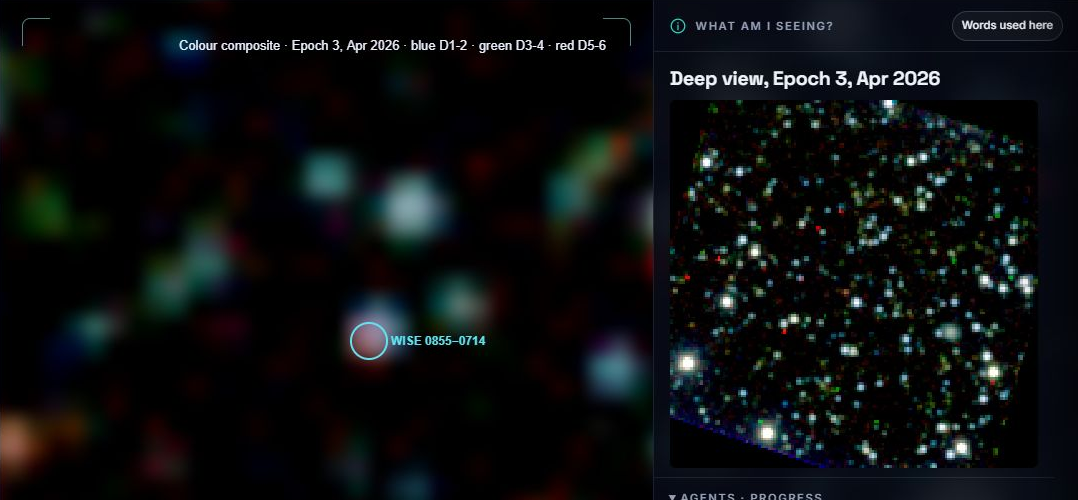 Colour composite · Epoch 3, Apr 2026 · blue D1-2 · green D3-4 · red D5-6
WISE 0855–0714
WHAT AM I SEEING?
Words used here
Deep view, Epoch 3, Apr 2026
▾ AGENTS · PROGRESS